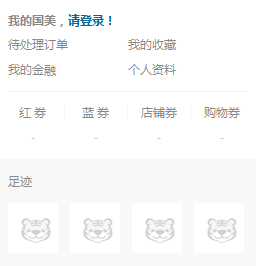 我的国美，请登录！
待处理订单 我的收藏
我的金融 个人资料
红 券 蓝 券 店铺券 购物券
- - - -
足迹